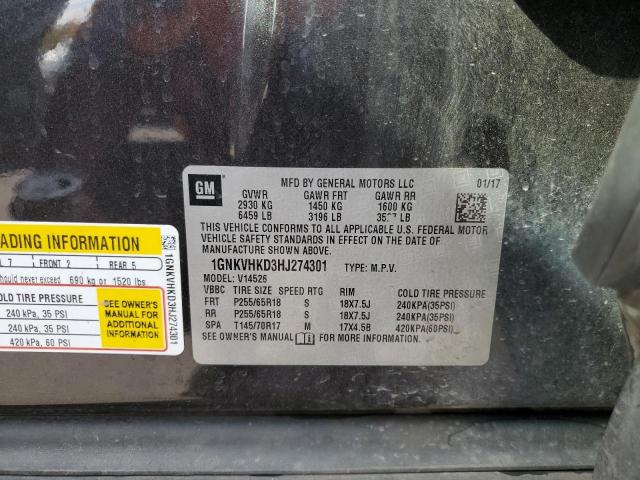 GM
MFD BY GENERAL MOTORS LLC 01/17
GVWR GAWR FRT GAWR RR
2930 KG 1450 KG 1600 KG
6459 LB 3196 LB LB
THIS VEHICLE CONFORMS TO ALL APPLICABLE U.S. FEDERAL MOTOR
VEHICLE SAFETY AND THEFT PREVENTION STANDARDS
IN EFFECT ON THE DATE OF
MANUFACTURE SHOWN ABOVE.
1GNKVHKD3HJ274301 TYPE: M.P.V.
MODEL: V14526
VBBC TIRE SIZE SPEED RTG RIM COLD TIRE PRESSURE
FRT P255/65R18 S 18X7.5J 240KPA(35PSI)
RR P255/65R18 S 18X7.5J 240KPA(35PSI)
SPA T145/70R17 M 17X4.5B 420KPA(60PSI)
SEE OWNER'S MANUAL FOR MORE INFORMATION
ADING INFORMATION
L 7 FRONT 2 REAR 5
hould never exceed 690 kg or 1520 lbs.
OLD TIRE PRESSURE
240 kPa, 35 PSI
240 kPa, 35 PSI
420 kPa, 60 PSI
SEE OWNER'S
MANUAL FOR
ADDITIONAL
INFORMATION
1GNKVHKD3HJ274301